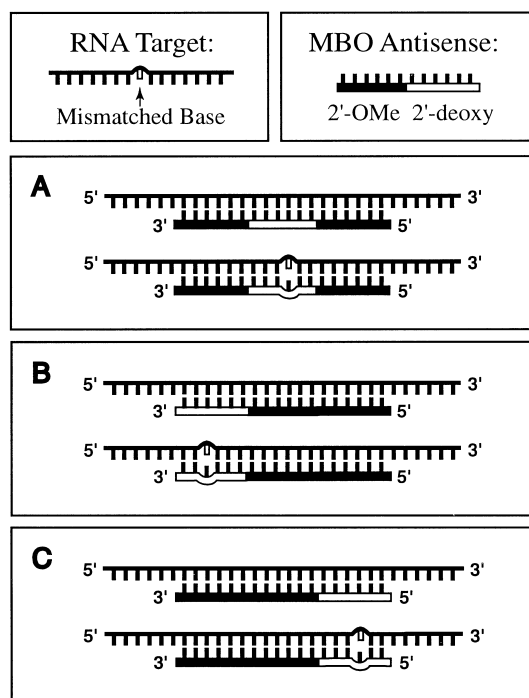 RNA Target:
Mismatched Base
MBO Antisense:
2'-OMe 2'-deoxy
A
5' 3'
3' 5'
5' 3'
3' 5'
B
5' 3'
3' 5'
5' 3'
3' 5'
C
5' 3'
3' 5'
5' 3'
3' 5'